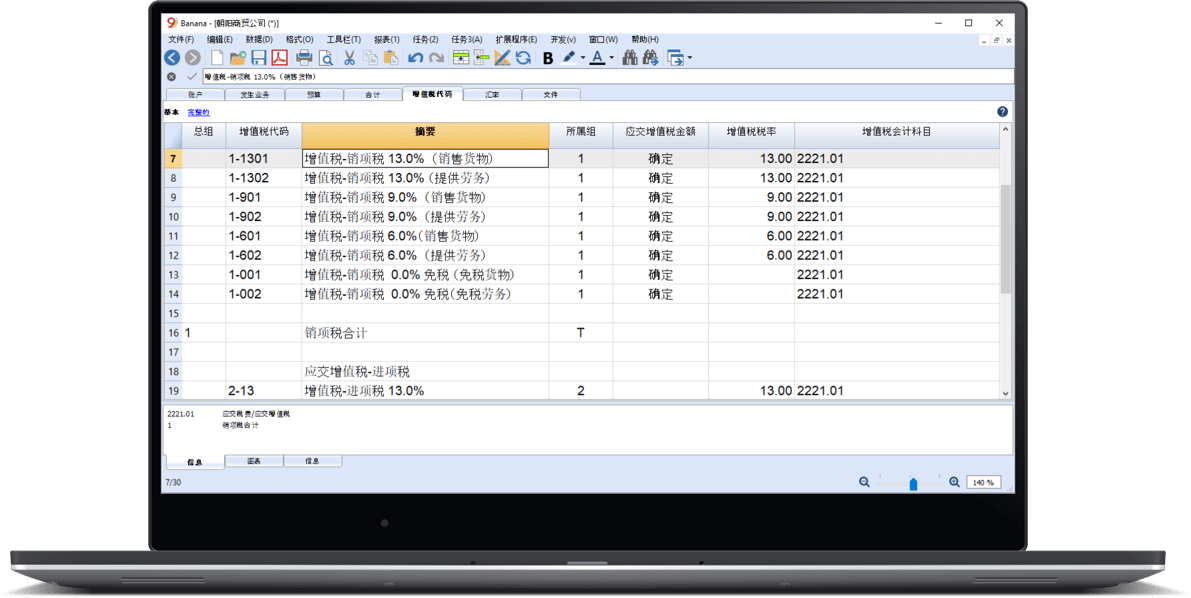 Banana - [朝阳商贸公司 (*)]
文件(F) 编辑(E) 数据(D) 格式(O) 工具栏(T) 报表(1) 任务(2) 任务3(A) 扩展程序(E) 开发(v) 窗口(W) 帮助(H)
B A
增值税-销项税 13.0%（销售货物）
账户 发生业务 预算 合计 增值税代码 汇率 文件
基本 完整的
总组 增值税代码 摘要 所属组 应交增值税金额 增值税税率 增值税会计科目
7 1-1301 增值税-销项税 13.0%（销售货物) 1 确定 13.00 2221.01
8 1-1302 增值税-销项税 13.0% (提供劳务) 1 确定 13.00 2221.01
9 1-901 增值税-销项税 9.0%（销售货物) 1 确定 9.00 2221.01
10 1-902 增值税-销项税 9.0%（提供劳务) 1 确定 9.00 2221.01
11 1-601 增值税-销项税 6.0%(销售货物) 1 确定 6.00 2221.01
12 1-602 增值税-销项税 6.0%（提供劳务) 1 确定 6.00 2221.01
13 1-001 增值税-销项税 0.0% 免税 (免税货物) 1 确定 2221.01
14 1-002 增值税-销项税 0.0% 免税(免税劳务) 1 确定 2221.01
15
16 1 销项税合计 T
17
18 应交增值税-进项税
19 2-13 增值税-进项税 13.0% 2 13.00 2221.01
2221.01 应交税费/应交增值税
1 销项税合计
信息 图表 信息
7/30 140 %